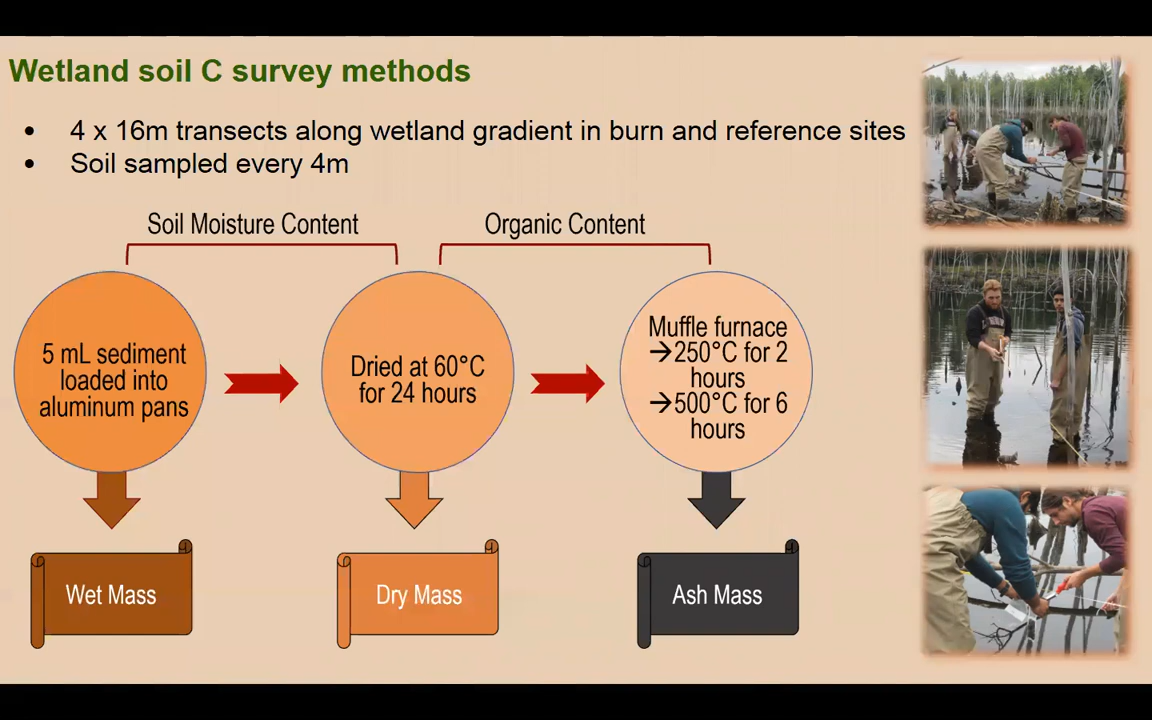 Wetland soil C survey methods
• 4 x 16m transects along wetland gradient in burn and reference sites
• Soil sampled every 4m
Soil Moisture Content
Organic Content
5 mL sediment
loaded into
aluminum pans
Dried at 60°C
for 24 hours
Muffle furnace
→250°C for 2
hours
→500°C for 6
hours
Wet Mass
Dry Mass
Ash Mass